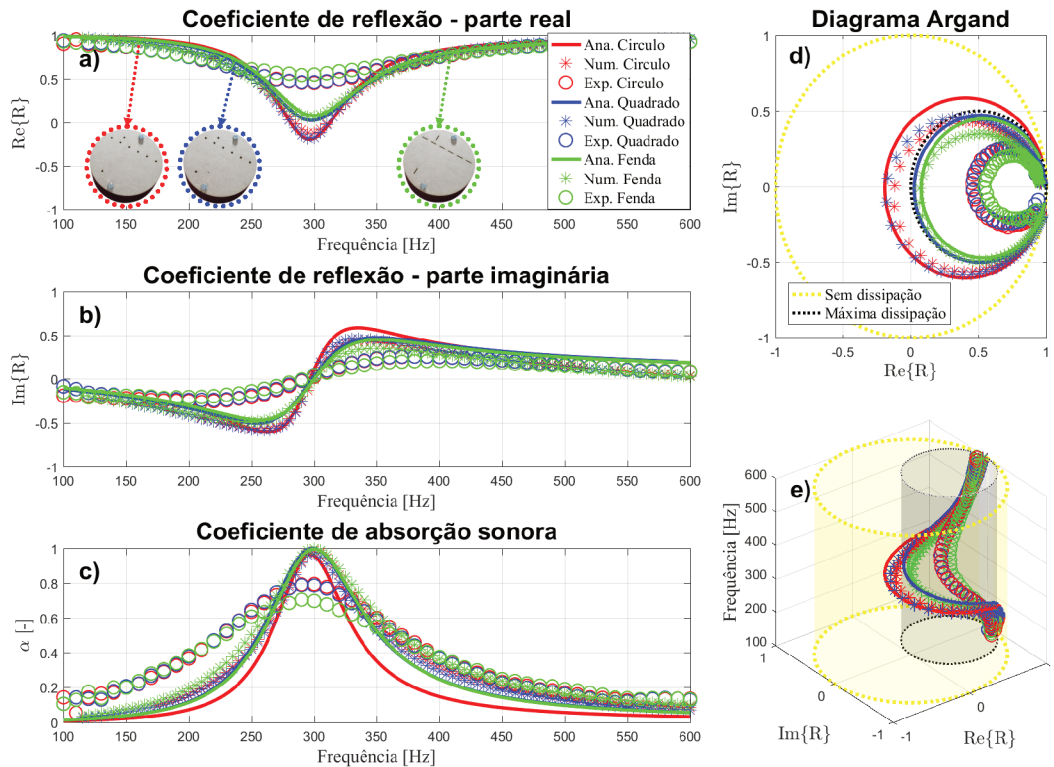 Coeficiente de reflexão - parte real
a)
Re{R}
1
0.5
0
-0.5
-1
100 150 200 250 300 350 400 450 500 550 600
Frequência [Hz]
Ana. Circulo
Num. Circulo
Exp. Circulo
Ana. Quadrado
Num. Quadrado
Exp. Quadrado
Ana. Fenda
Num. Fenda
Exp. Fenda
Coeficiente de reflexão - parte imaginária
b)
Im{R}
1
0.5
0
-0.5
-1
100 150 200 250 300 350 400 450 500 550 600
Frequência [Hz]
Coeficiente de absorção sonora
c)
α [-]
1
0.8
0.6
0.4
0.2
0
100 150 200 250 300 350 400 450 500 550 600
Frequência [Hz]
Diagrama Argand
d)
Im{R}
1
0.5
0
-0.5
-1
Sem dissipação
Máxima dissipação
-1 -0.5 0 0.5 1
Re{R}
e)
Frequência [Hz]
600
500
400
300
200
100
1
0
-1
Im{R}
-1
0
Re{R}